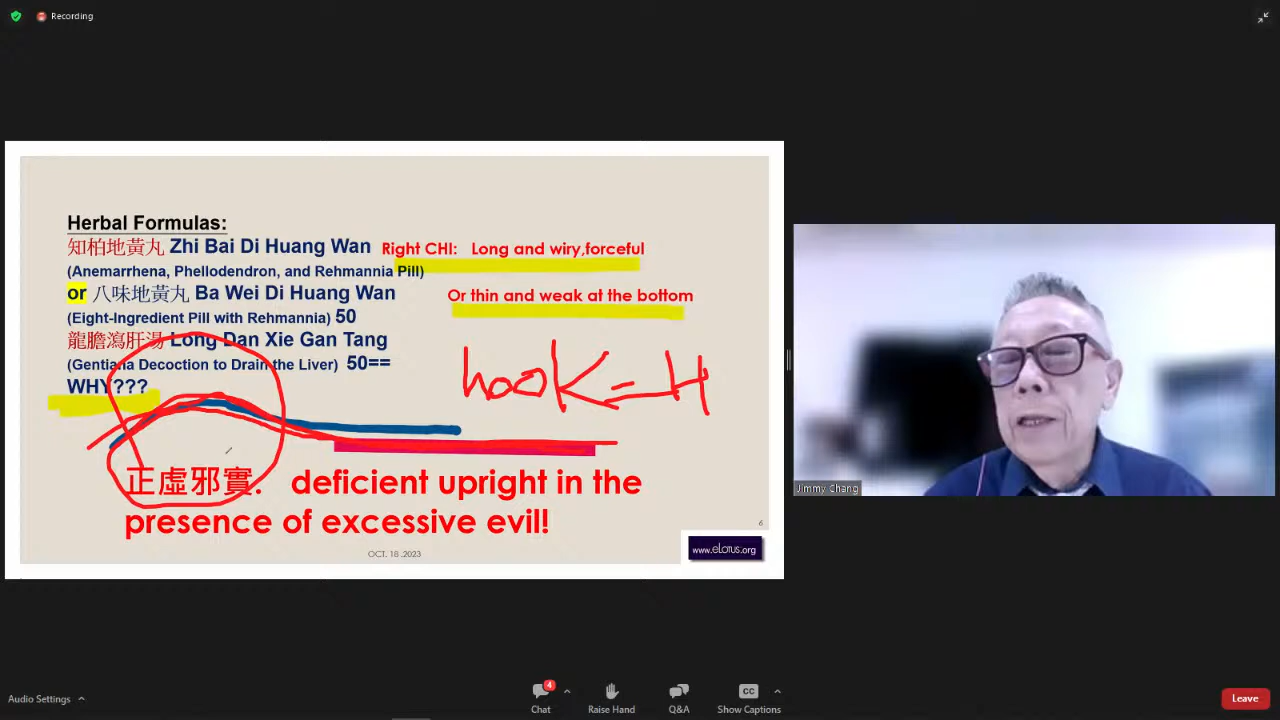 Recording
Herbal Formulas:
知柏地黃丸 Zhi Bai Di Huang Wan Right CHI: Long and wiry,forceful
(Anemarrhena, Phellodendron, and Rehmannia Pill)
or 八味地黃丸 Ba Wei Di Huang Wan Or thin and weak at the bottom
(Eight-Ingredient Pill with Rehmannia) 50
龍膽瀉肝湯 Long Dan Xie Gan Tang
(Gentiana Decoction to Drain the Liver) 50==
WHY???
hooK=H
正虛邪實. deficient upright in the
presence of excessive evil!
6
OCT. 18 .2023
www.eLotus.org
Jimmy Chang
Audio Settings
4
Chat
Raise Hand
Q&A
CC
Show Captions
Leave